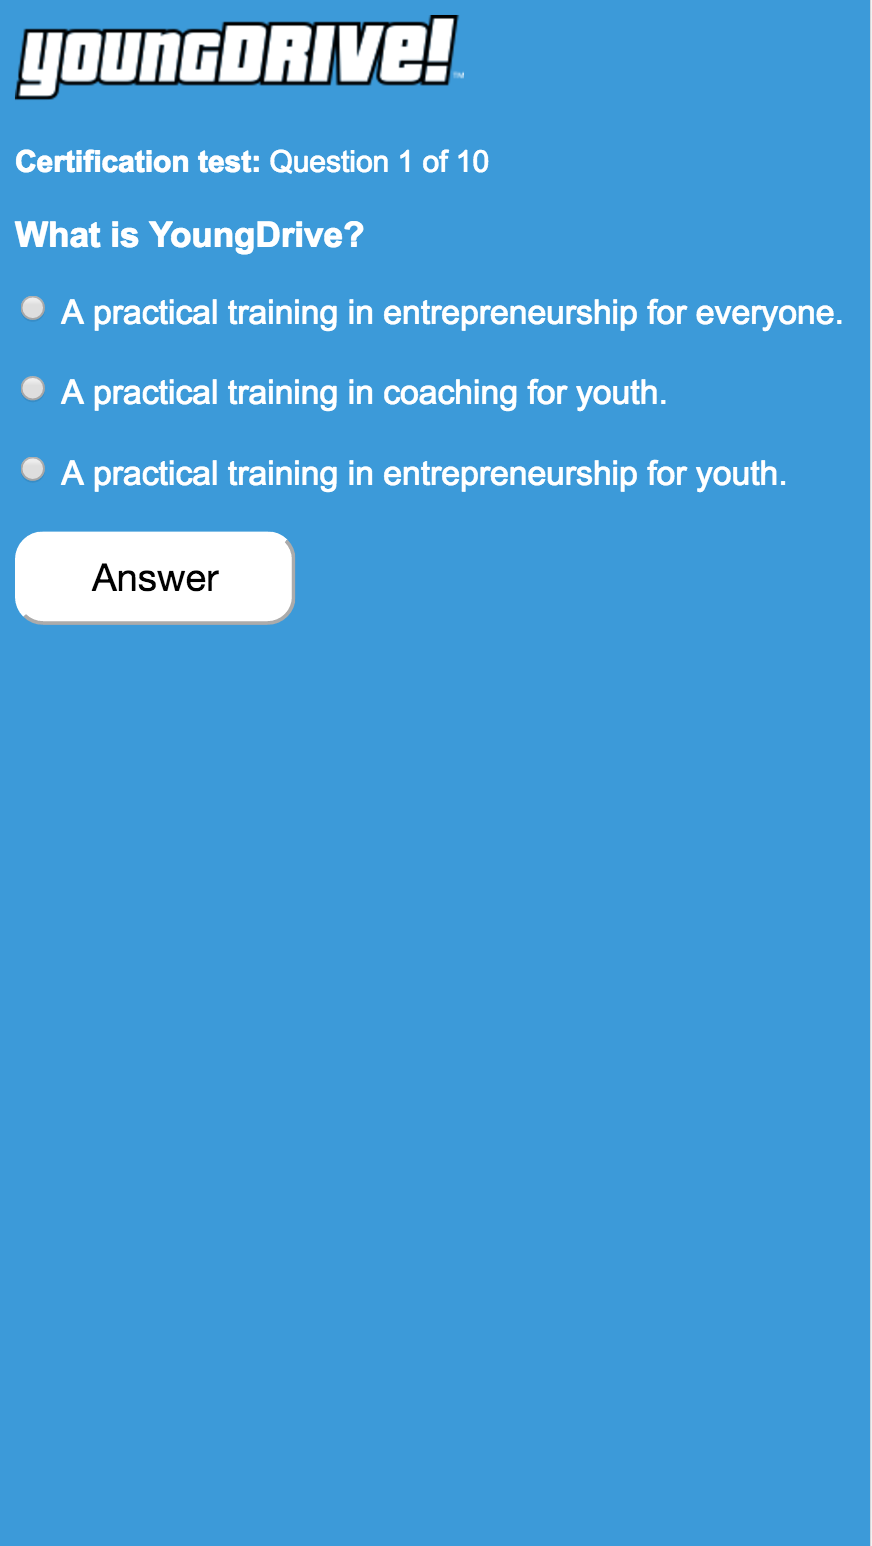 youngDRIVE!™
Certification test: Question 1 of 10
What is YoungDrive?
A practical training in entrepreneurship for everyone.
A practical training in coaching for youth.
A practical training in entrepreneurship for youth.
Answer